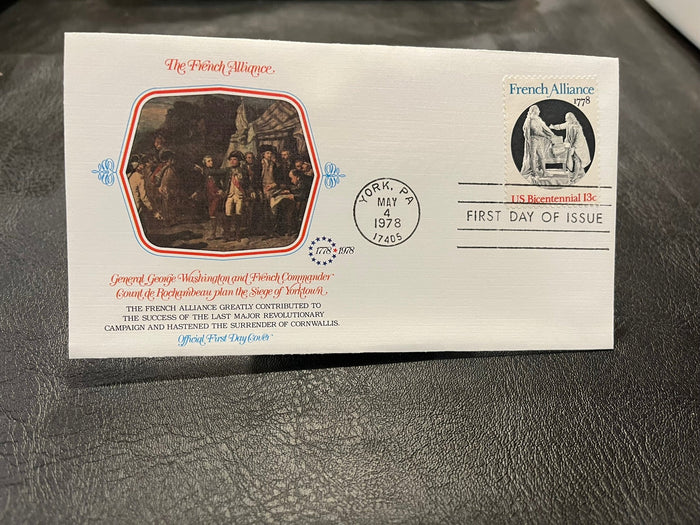 The French Alliance
French Alliance
1778
US Bicentennial 13c
YORK, PA
MAY
4
1978
17405
FIRST DAY OF ISSUE
1778 1978
General George Washington and French Commander
Count de Rochambeau plan the Siege of Yorktown
THE FRENCH ALLIANCE GREATLY CONTRIBUTED TO
THE SUCCESS OF THE LAST MAJOR REVOLUTIONARY
CAMPAIGN AND HASTENED THE SURRENDER OF CORNWALLIS.
Official First Day Cover